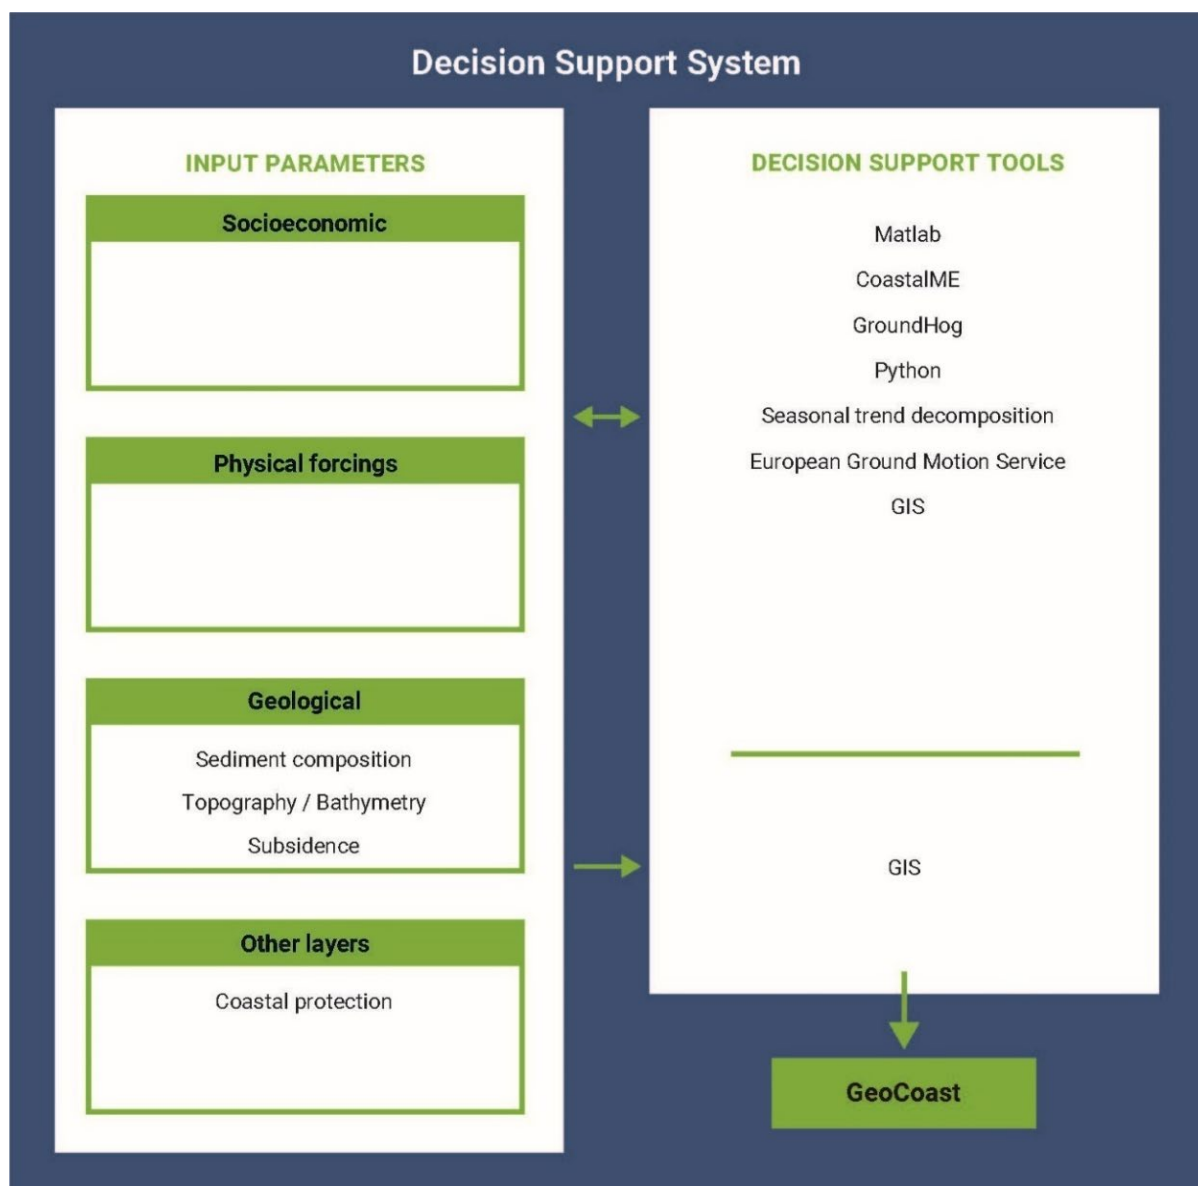 Decision Support System
INPUT PARAMETERS
Socioeconomic
Physical forcings
Geological
Sediment composition
Topography / Bathymetry
Subsidence
Other layers
Coastal protection
DECISION SUPPORT TOOLS
Matlab
CoastalME
GroundHog
Python
Seasonal trend decomposition
European Ground Motion Service
GIS
GIS
GeoCoast